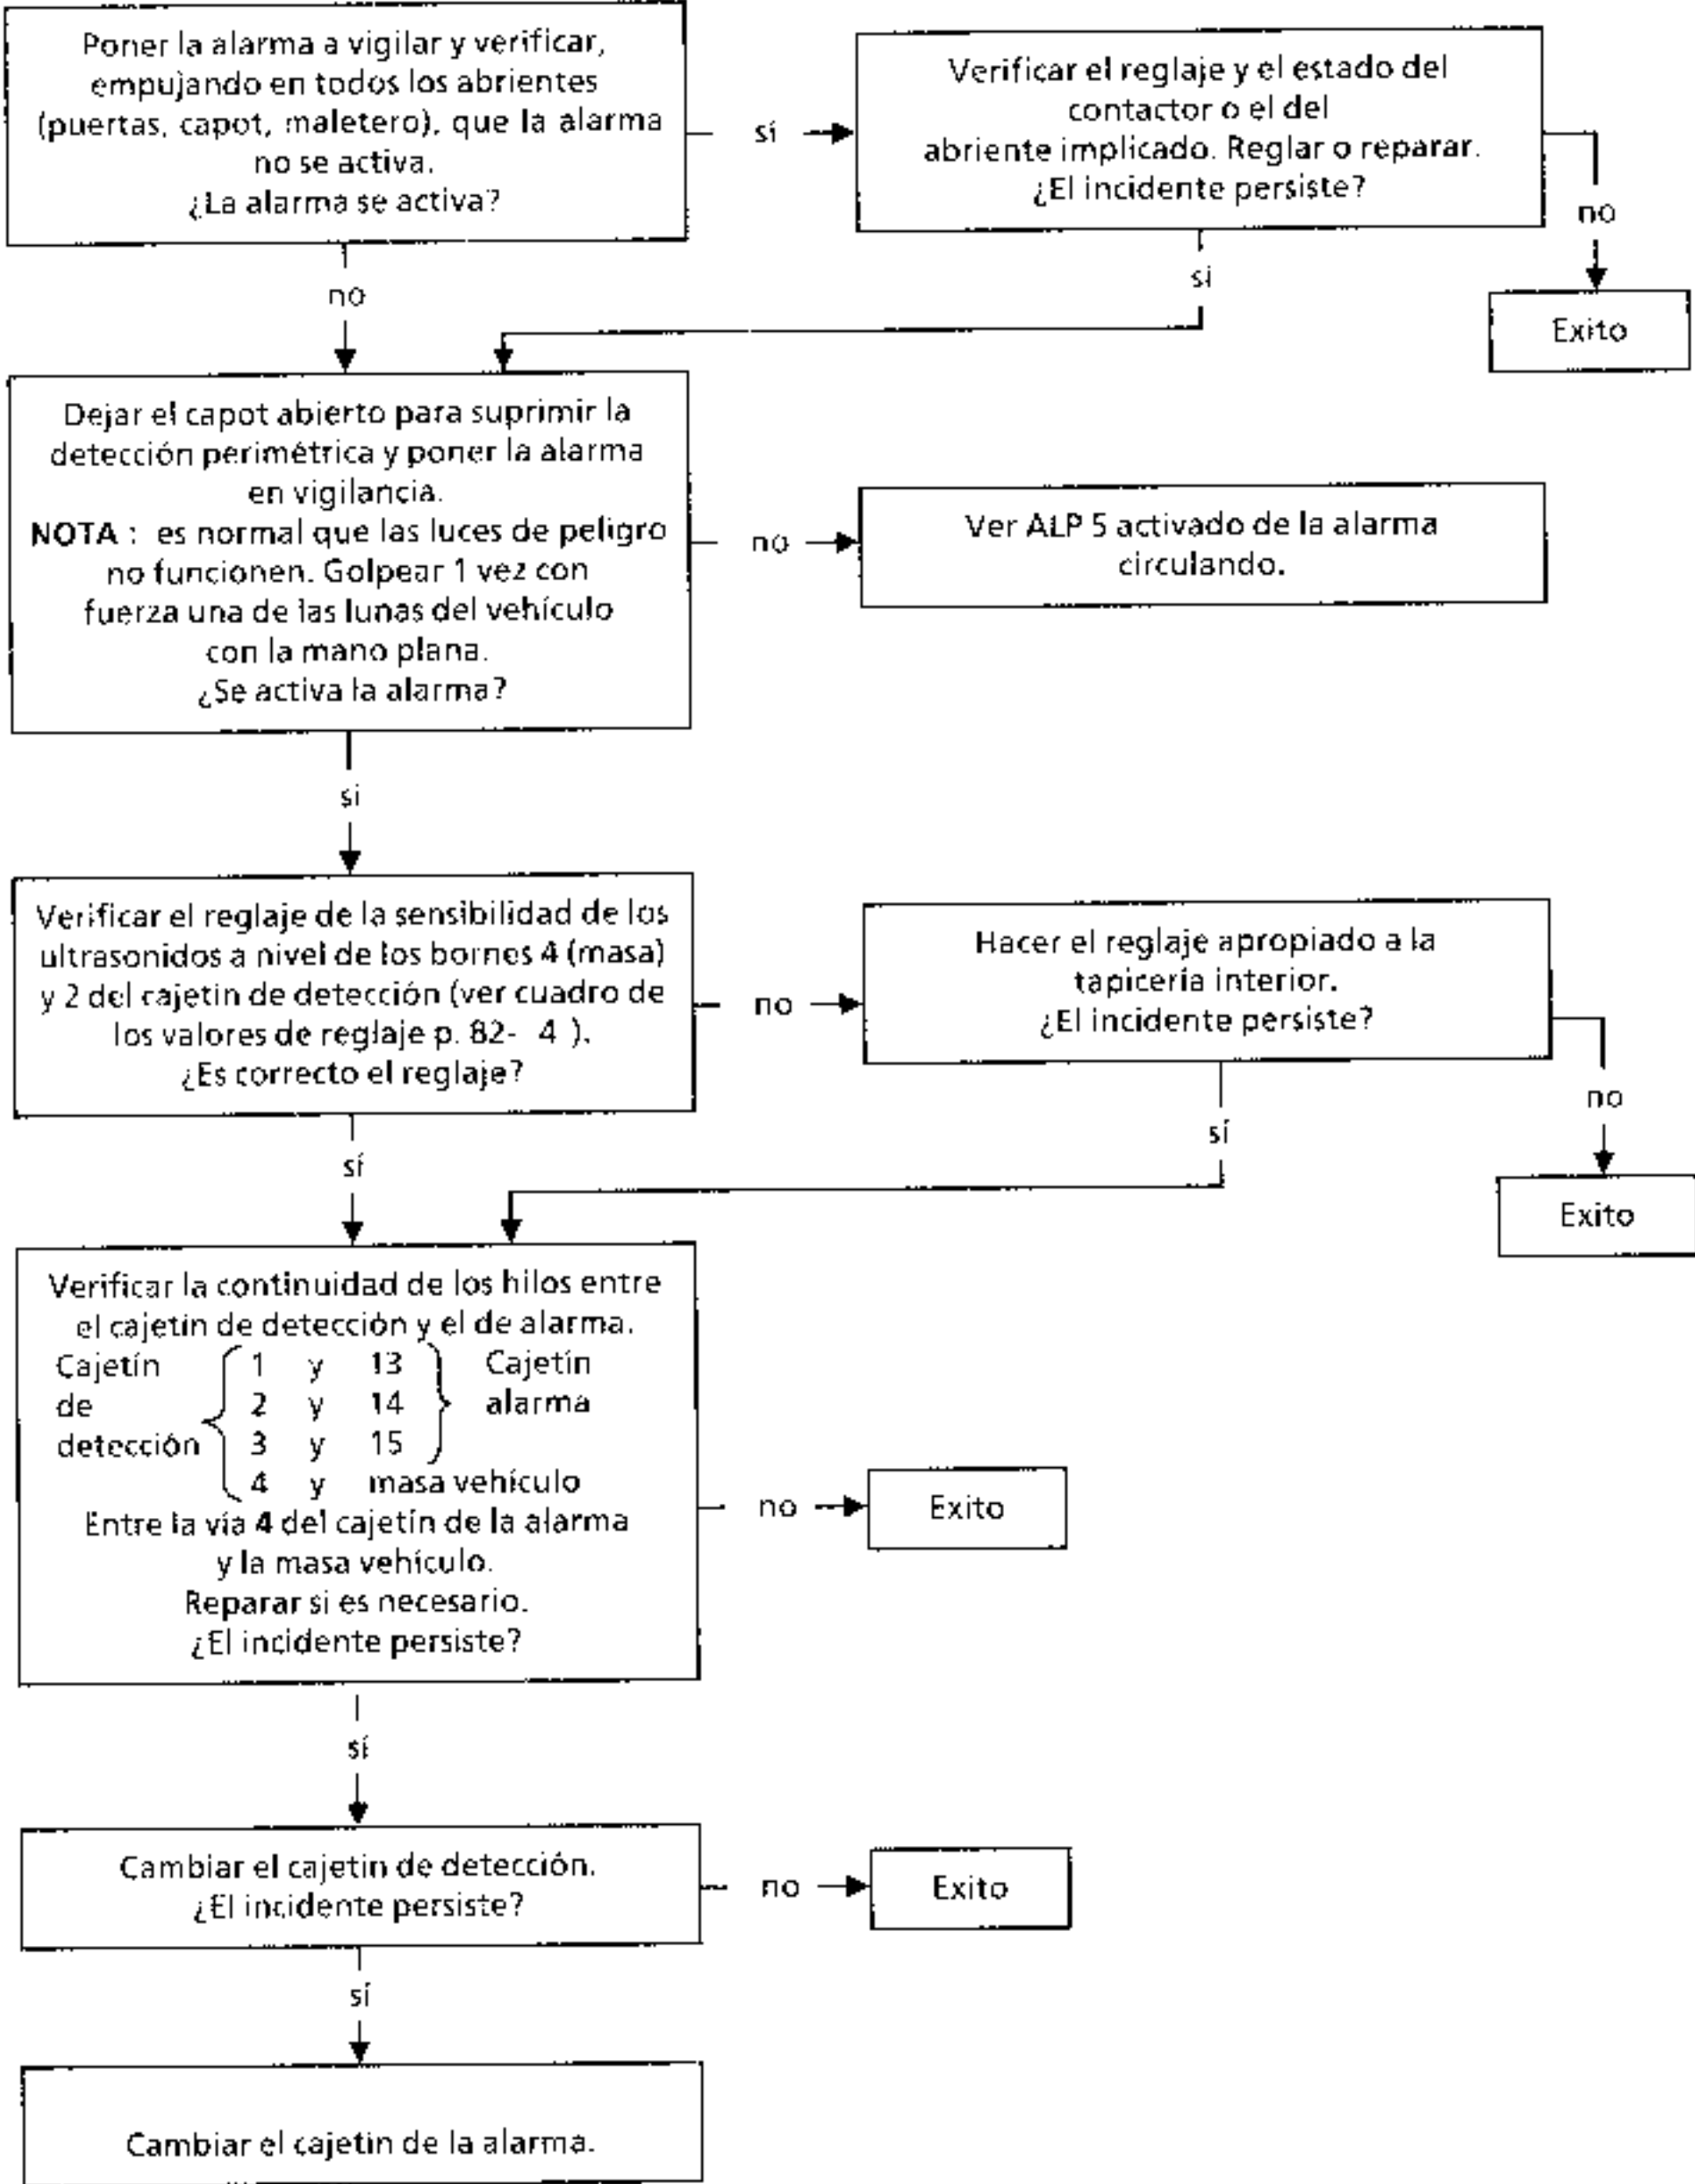 Poner la alarma a vigilar y verificar,
empujando en todos los abrientes
(puertas, capot, maletero), que la alarma
no se activa.
¿La alarma se activa?
sí
Verificar el reglaje y el estado del
contactor o el del
abriente implicado. Reglar o reparar.
¿El incidente persiste?
no
Exito
sí
no
Dejar el capot abierto para suprimir la
detección perimétrica y poner la alarma
en vigilancia.
NOTA : es normal que las luces de peligro
no funcionen. Golpear 1 vez con
fuerza una de las lunas del vehículo
con la mano plana.
¿Se activa la alarma?
no
Ver ALP 5 activado de la alarma
circulando.
sí
Verificar el reglaje de la sensibilidad de los
ultrasonidos a nivel de los bornes 4 (masa)
y 2 del cajetín de detección (ver cuadro de
los valores de reglaje p. 82- 4 ).
¿Es correcto el reglaje?
no
Hacer el reglaje apropiado a la
tapicería interior.
¿El incidente persiste?
no
Exito
sí
sí
Verificar la continuidad de los hilos entre
el cajetín de detección y el de alarma.
Cajetín 1 y 13 Cajetín
de 2 y 14 alarma
detección 3 y 15
4 y masa vehículo
Entre la vía 4 del cajetín de la alarma
y la masa vehículo.
Reparar si es necesario.
¿El incidente persiste?
no
Exito
sí
Cambiar el cajetín de detección.
¿El incidente persiste?
no
Exito
sí
Cambiar el cajetín de la alarma.